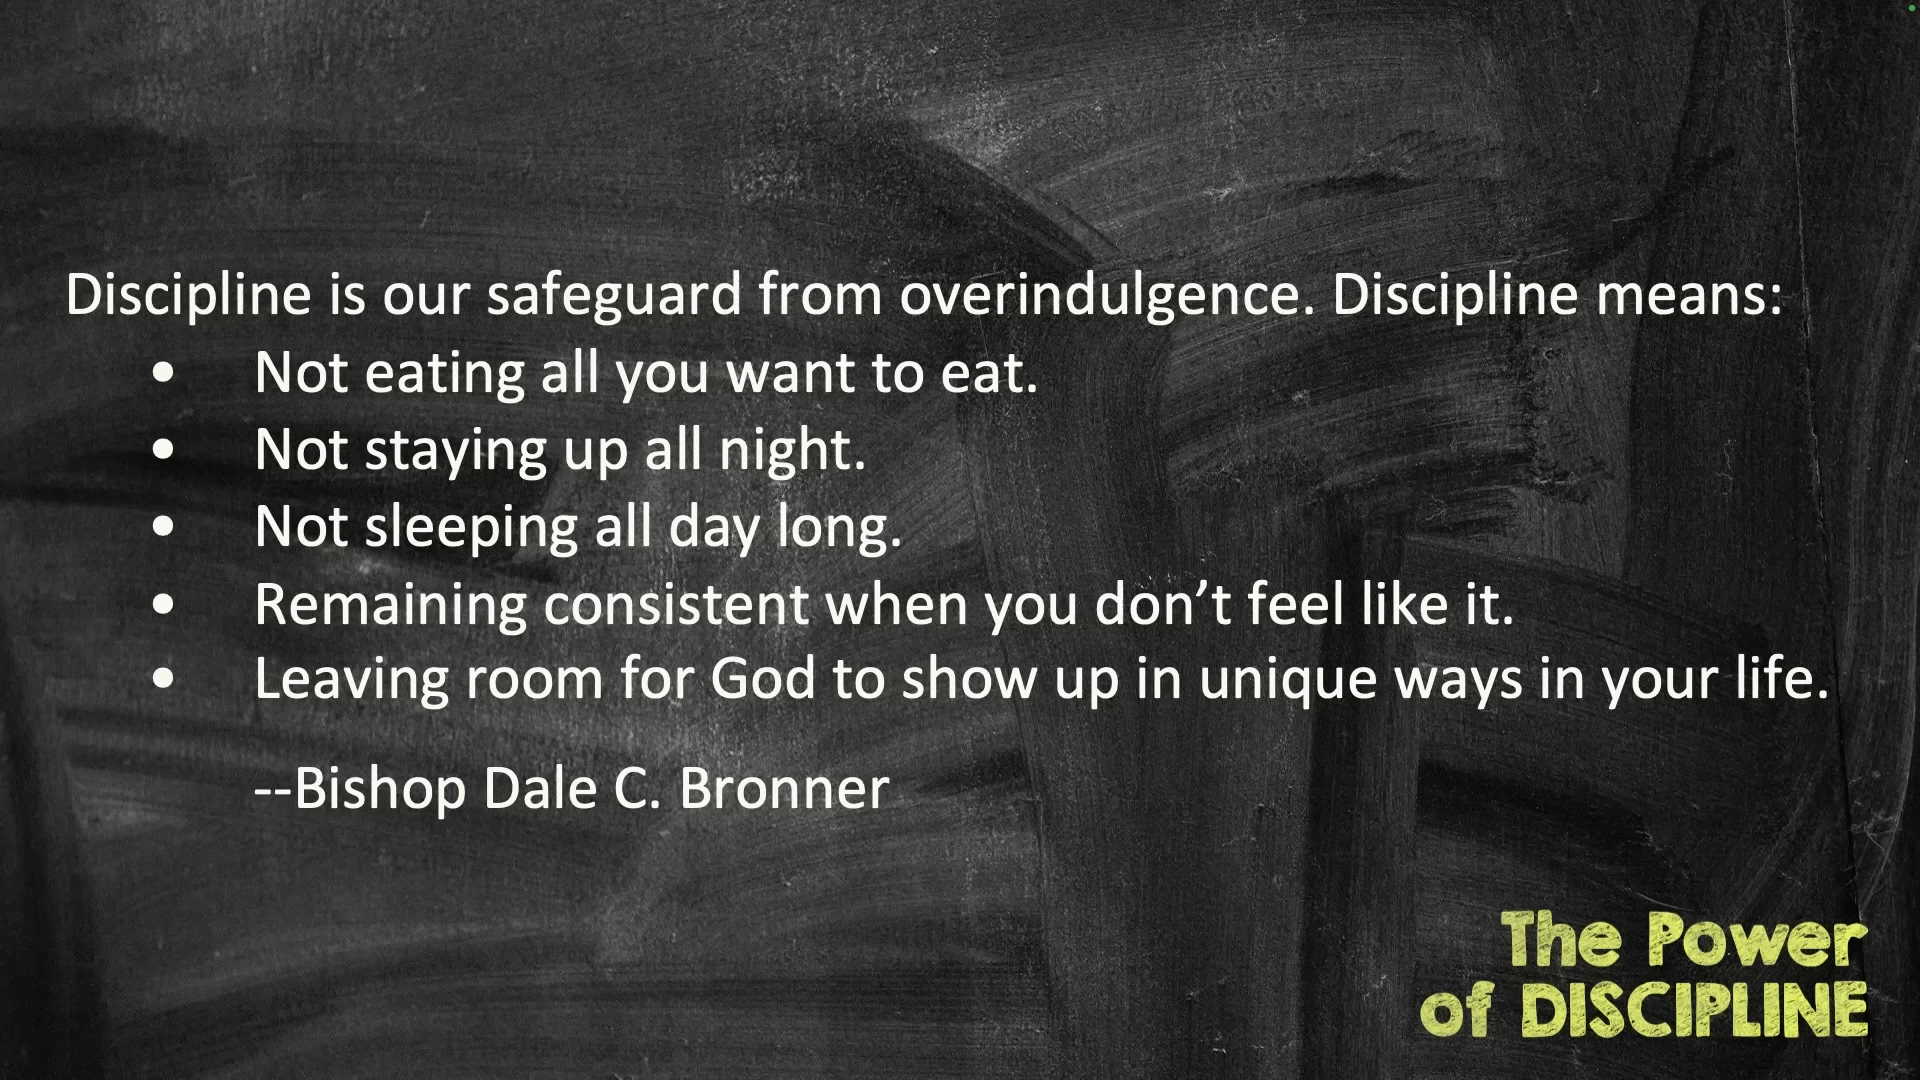 Discipline is our safeguard from overindulgence. Discipline means:
• Not eating all you want to eat.
• Not staying up all night.
• Not sleeping all day long.
• Remaining consistent when you don’t feel like it.
• Leaving room for God to show up in unique ways in your life.
--Bishop Dale C. Bronner
The Power
of DISCIPLINE